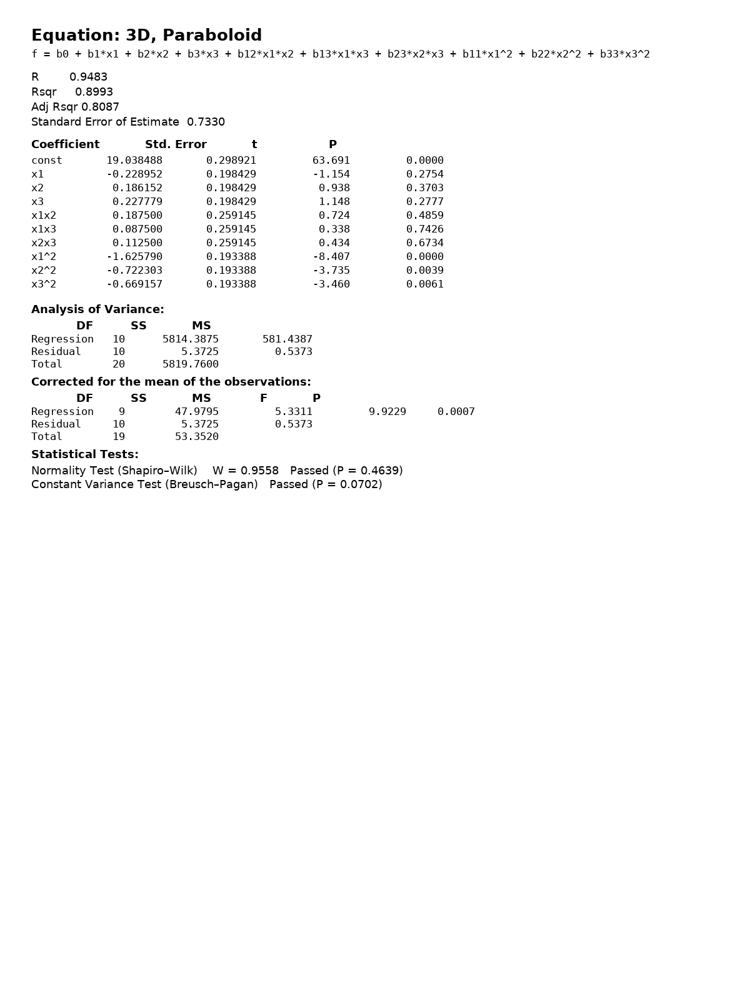 Equation: 3D, Paraboloid
f = b0 + b1*x1 + b2*x2 + b3*x3 + b12*x1*x2 + b13*x1*x3 + b23*x2*x3 + b11*x1^2 + b22*x2^2 + b33*x3^2
R 0.9483
Rsqr 0.8993
Adj Rsqr 0.8087
Standard Error of Estimate 0.7330
Coefficient Std. Error t P
const 19.038488 0.298921 63.691 0.0000
x1 -0.228952 0.198429 -1.154 0.2754
x2 0.186152 0.198429 0.938 0.3703
x3 0.227779 0.198429 1.148 0.2777
x1x2 0.187500 0.259145 0.724 0.4859
x1x3 0.087500 0.259145 0.338 0.7426
x2x3 0.112500 0.259145 0.434 0.6734
x1^2 -1.625790 0.193388 -8.407 0.0000
x2^2 -0.722303 0.193388 -3.735 0.0039
x3^2 -0.669157 0.193388 -3.460 0.0061
Analysis of Variance:
DF SS MS
Regression 10 5814.3875 581.4387
Residual 10 5.3725 0.5373
Total 20 5819.7600
Corrected for the mean of the observations:
DF SS MS F P
Regression 9 47.9795 5.3311 9.9229 0.0007
Residual 10 5.3725 0.5373
Total 19 53.3520
Statistical Tests:
Normality Test (Shapiro–Wilk) W = 0.9558 Passed (P = 0.4639)
Constant Variance Test (Breusch–Pagan) Passed (P = 0.0702)